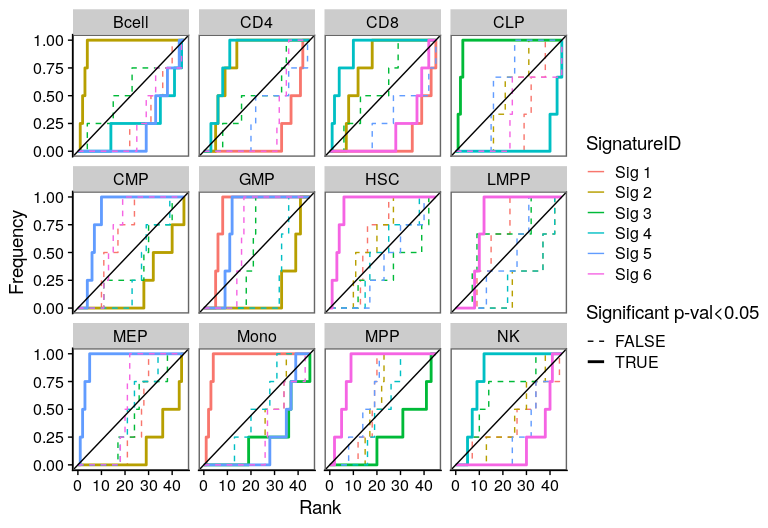 Bcell CD4 CD8 CLP
1.00
0.75
0.50
0.25
0.00
CMP GMP HSC LMPP
1.00
0.75
0.50
0.25
0.00
MEP Mono MPP NK
1.00
0.75
0.50
0.25
0.00
0 10 20 30 40 0 10 20 30 40 0 10 20 30 40 0 10 20 30 40
Rank
Frequency
SignatureID
SIg 1
SIg 2
SIg 3
SIg 4
SIg 5
SIg 6
Significant p-val<0.05
FALSE
TRUE